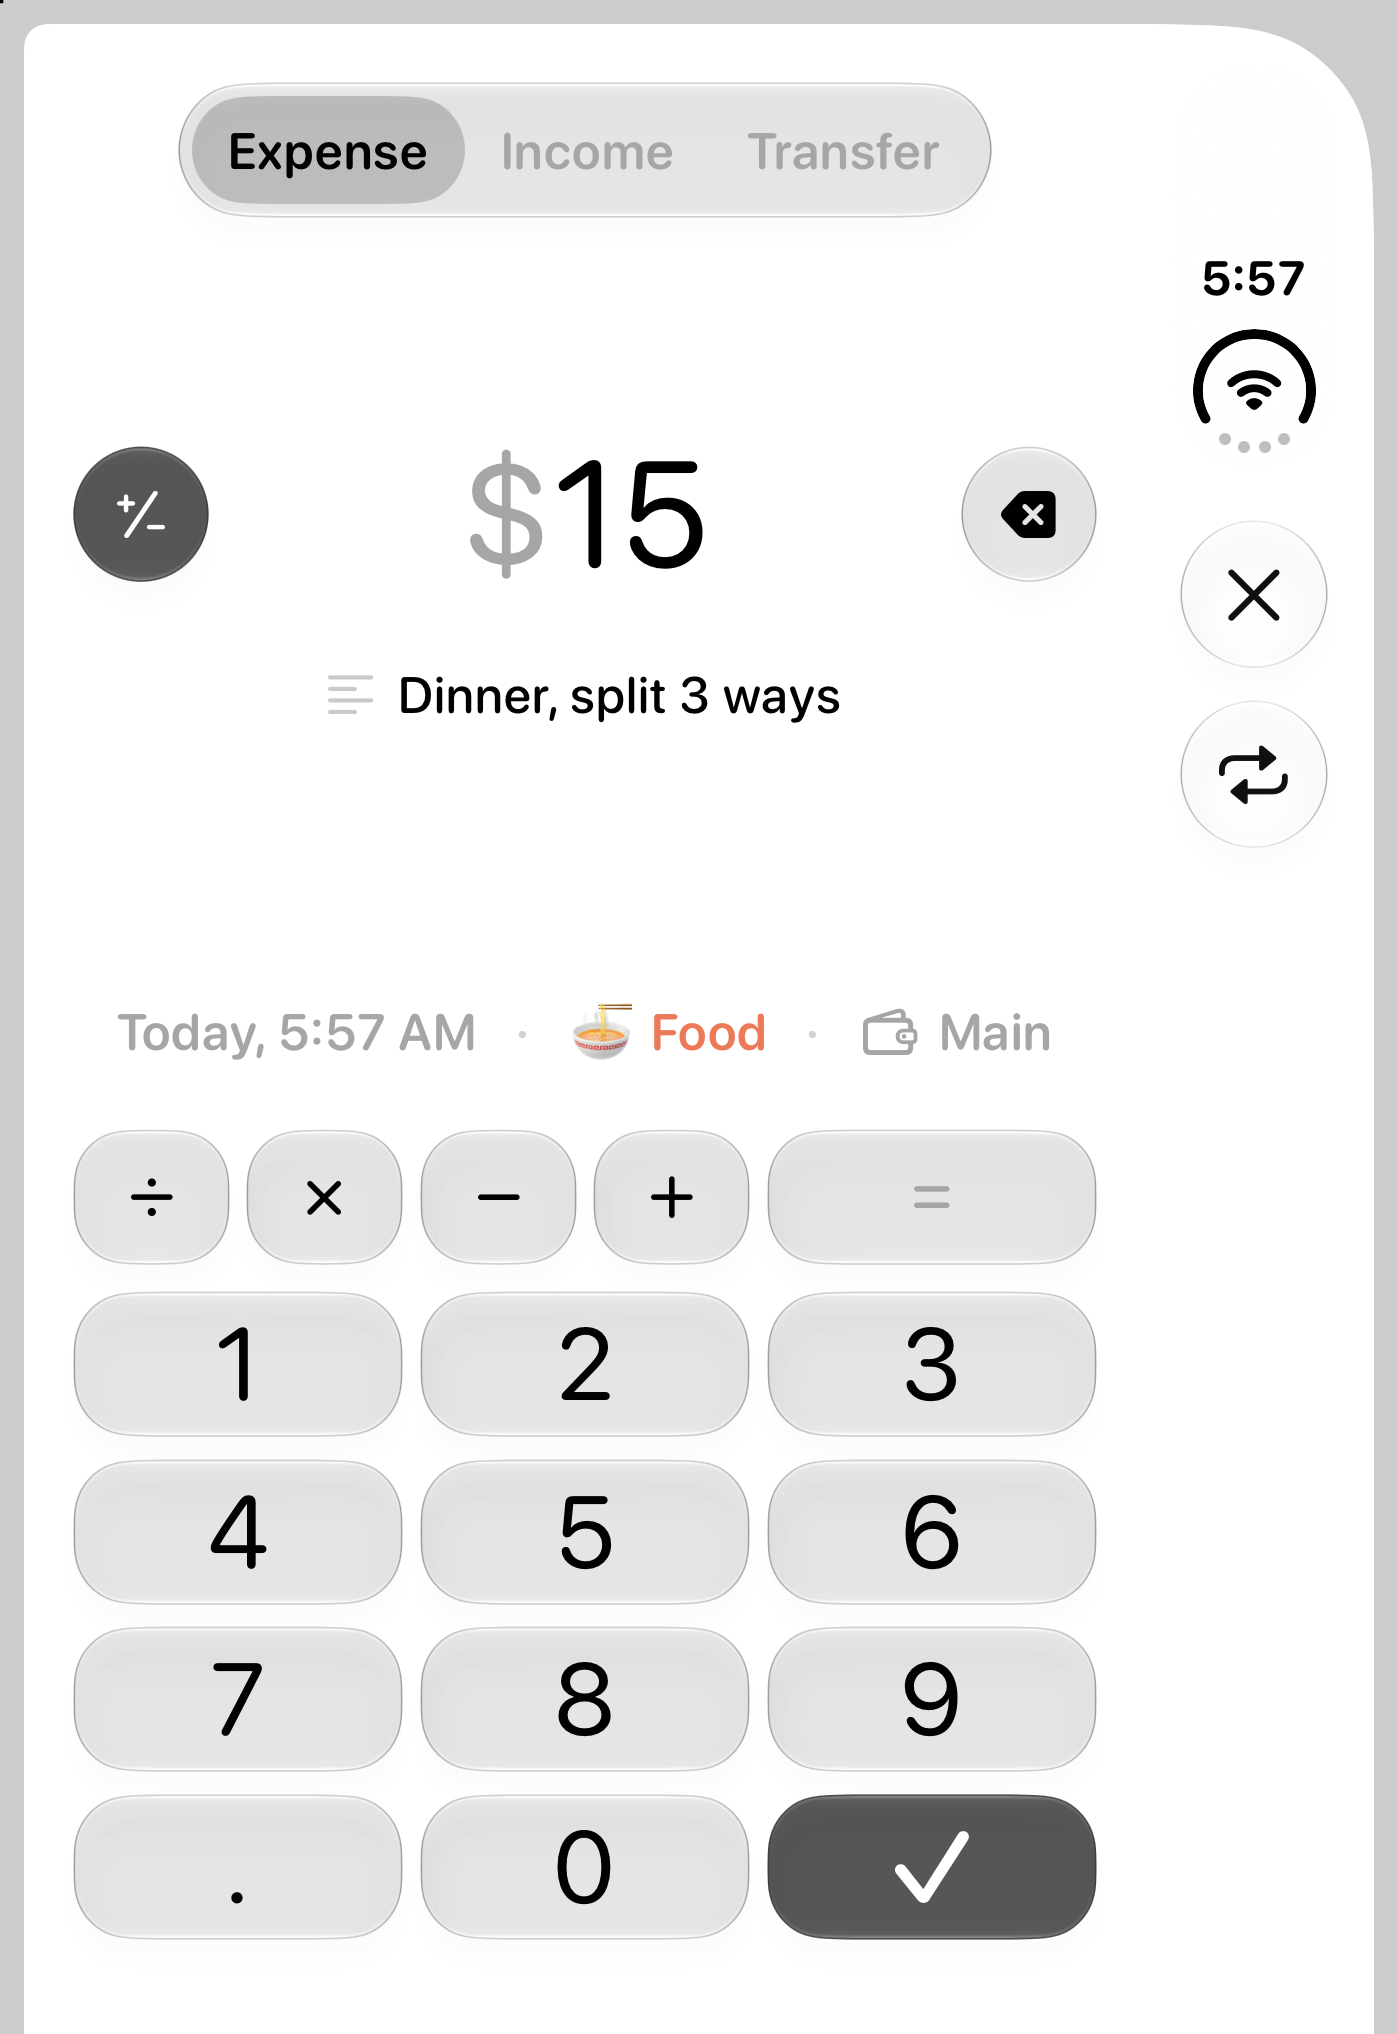 Expense Income Transfer
5:57
$15
Dinner, split 3 ways
Today, 5:57 AM · Food · Main
÷ × − + =
1 2 3
4 5 6
7 8 9
. 0